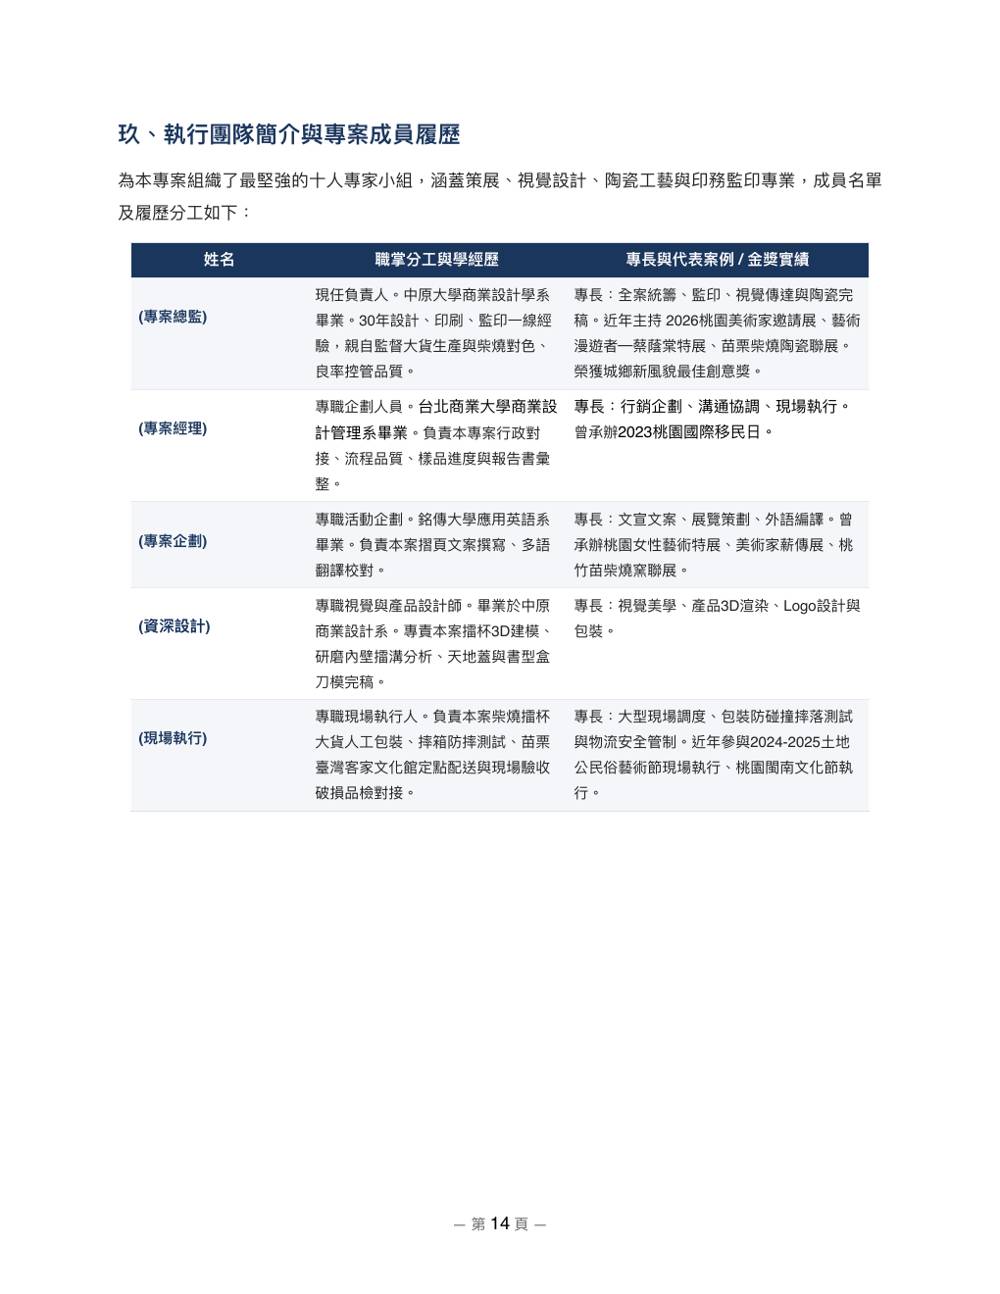 玖、執行團隊簡介與專案成員履歷
為本專案組織了最堅強的十人專家小組，涵蓋策展、視覺設計、陶瓷工藝與印務監印專業，成員名單
及履歷分工如下：
姓名
職掌分工與學經歷
專長與代表案例 / 金獎實績
(專案總監)
現任負責人。中原大學商業設計學系
畢業。30年設計、印刷、監印一線經
驗，親自監督大貨生產與柴燒對色、
良率控管品質。
專長：全案統籌、監印、視覺傳達與陶瓷完
稿。近年主持 2026桃園美術家邀請展、藝術
漫遊者—蔡蔭棠特展、苗栗柴燒陶瓷聯展。
榮獲城鄉新風貌最佳創意獎。
(專案經理)
專職企劃人員。台北商業大學商業設
計管理系畢業。負責本專案行政對
接、流程品質、樣品進度與報告書彙
整。
專長：行銷企劃、溝通協調、現場執行。
曾承辦2023桃園國際移民日。
(專案企劃)
專職活動企劃。銘傳大學應用英語系
畢業。負責本案摺頁文案撰寫、多語
翻譯校對。
專長：文宣文案、展覽策劃、外語編譯。曾
承辦桃園女性藝術特展、美術家薪傳展、桃
竹苗柴燒窯聯展。
(資深設計)
專職視覺與產品設計師。畢業於中原
商業設計系。專責本案擂杯3D建模、
研磨內壁擂溝分析、天地蓋與書型盒
刀模完稿。
專長：視覺美學、產品3D渲染、Logo設計與
包裝。
(現場執行)
專職現場執行人。負責本案柴燒擂杯
大貨人工包裝、摔箱防摔測試、苗栗
臺灣客家文化館定點配送與現場驗收
破損品檢對接。
專長：大型現場調度、包裝防碰撞摔落測試
與物流安全管制。近年參與2024-2025土地
公民俗藝術節現場執行、桃園閩南文化節執
行。
— 第 14 頁 —